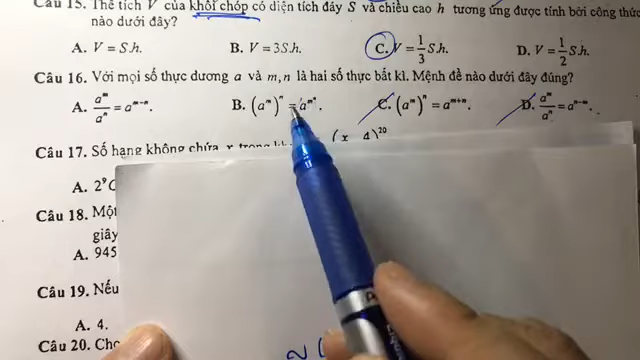 Câu 15. Thể tích V của khối chóp có diện tích đáy S và chiều cao h tương ứng được tính bởi công thức
nào dưới đây?
A. V = S.h. B. V = 3S.h. C. V = 1/3 S.h. D. V = 1/2 S.h.
Câu 16. Với mọi số thực dương a và m, n là hai số thực bất kì. Mệnh đề nào dưới đây đúng?
A. a^m/a^n = a^{m-n}. B. (a^m)^n = a^{m^n}. C. (a^m)^n = a^{m+n}. D. a^m/a^n = a^{n-m}.
Câu 17. Số hạng không chứa x trong
A. 2^9
Câu 18. Một
giây
A. 945
Câu 19. Nếu
A. 4.
Câu 20. Cho